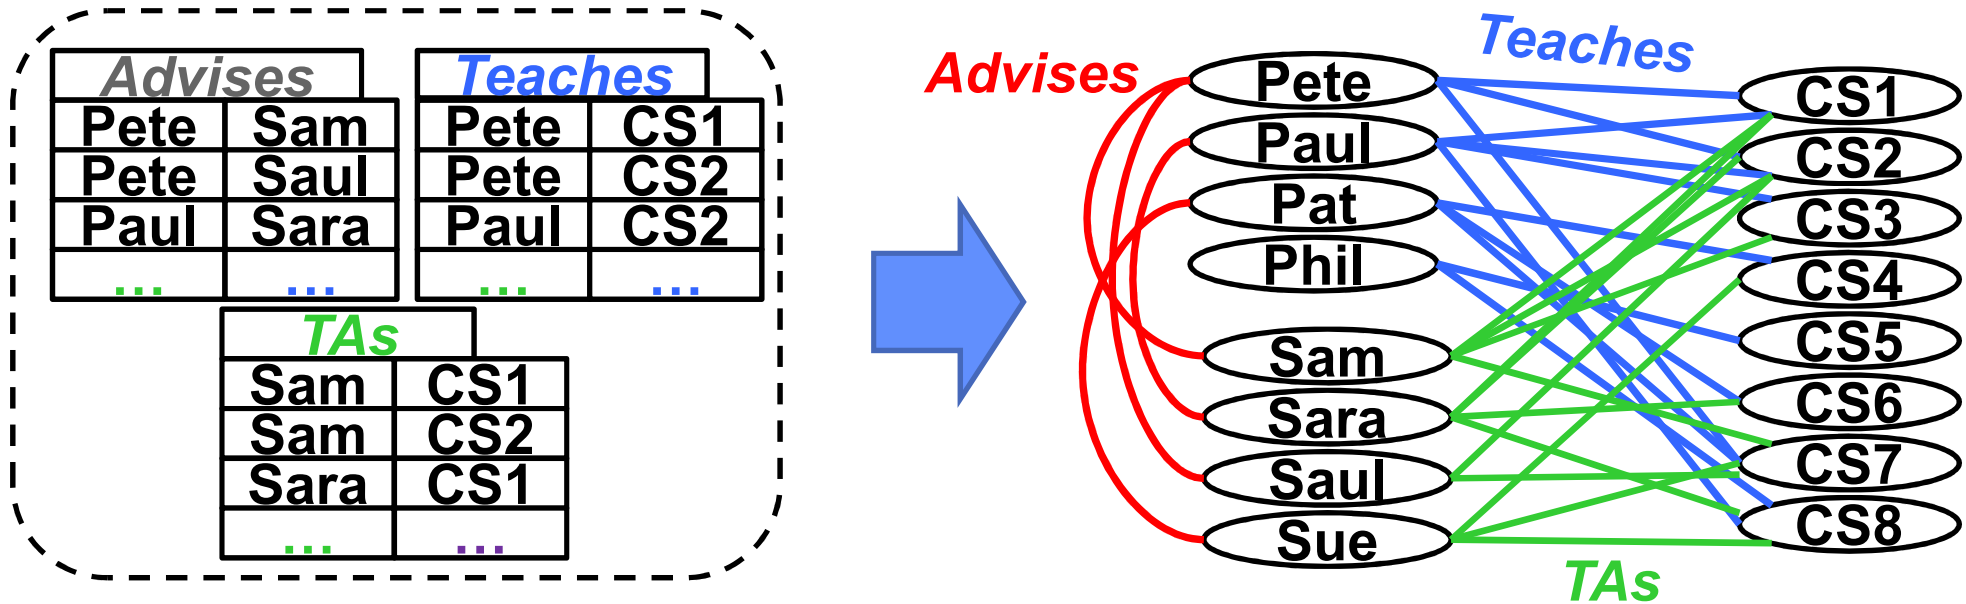 Advises
Pete Sam
Pete Saul
Paul Sara
... ...
Teaches
Pete CS1
Pete CS2
Paul CS2
... ...
TAs
Sam CS1
Sam CS2
Sara CS1
... ...
Advises
Teaches
Pete
Paul
Pat
Phil
Sam
Sara
Saul
Sue
CS1
CS2
CS3
CS4
CS5
CS6
CS7
CS8
TAs